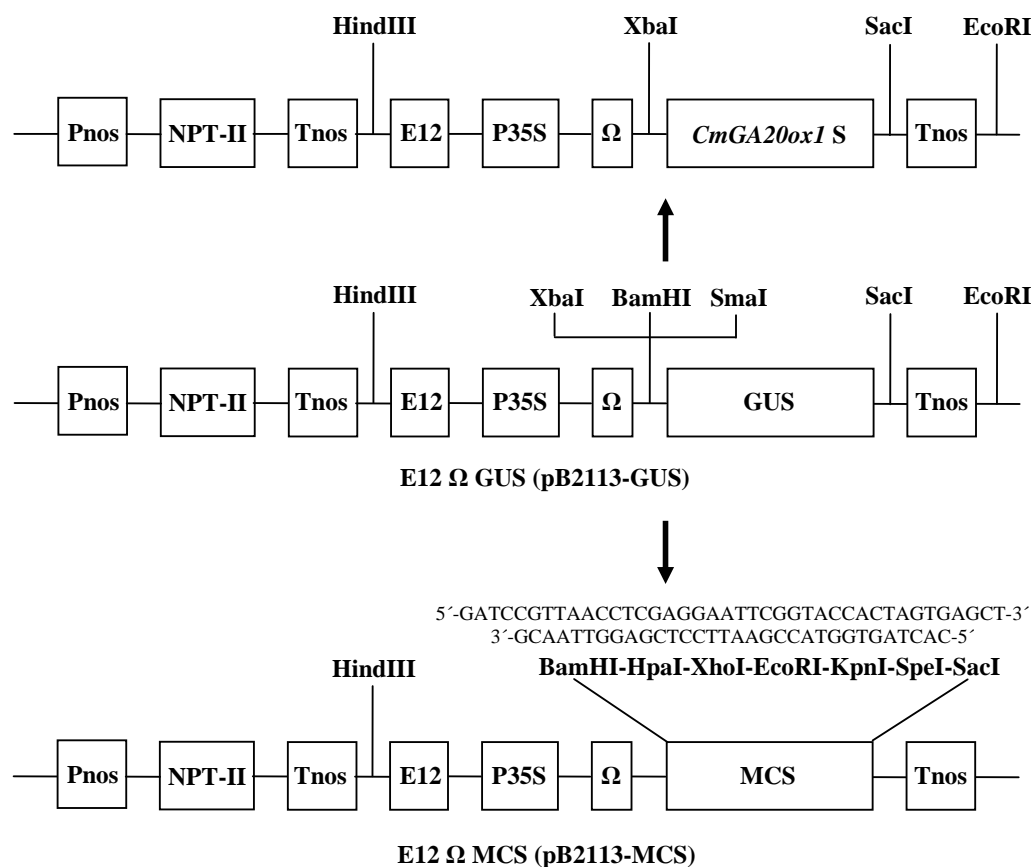 HindIII XbaI SacI EcoRI
Pnos NPT-II Tnos E12 P35S Ω CmGA20ox1 S Tnos
HindIII XbaI BamHI SmaI SacI EcoRI
Pnos NPT-II Tnos E12 P35S Ω GUS Tnos
E12 Ω GUS (pB2113-GUS)
5´-GATCCGTTAACCTCGAGGAATTCGGTACCACTAGTGAGCT-3´
3´-GCAATTGGAGCTCCTTAAGCCATGGTGATCAC-5´
BamHI-HpaI-XhoI-EcoRI-KpnI-SpeI-SacI
HindIII
Pnos NPT-II Tnos E12 P35S Ω MCS Tnos
E12 Ω MCS (pB2113-MCS)